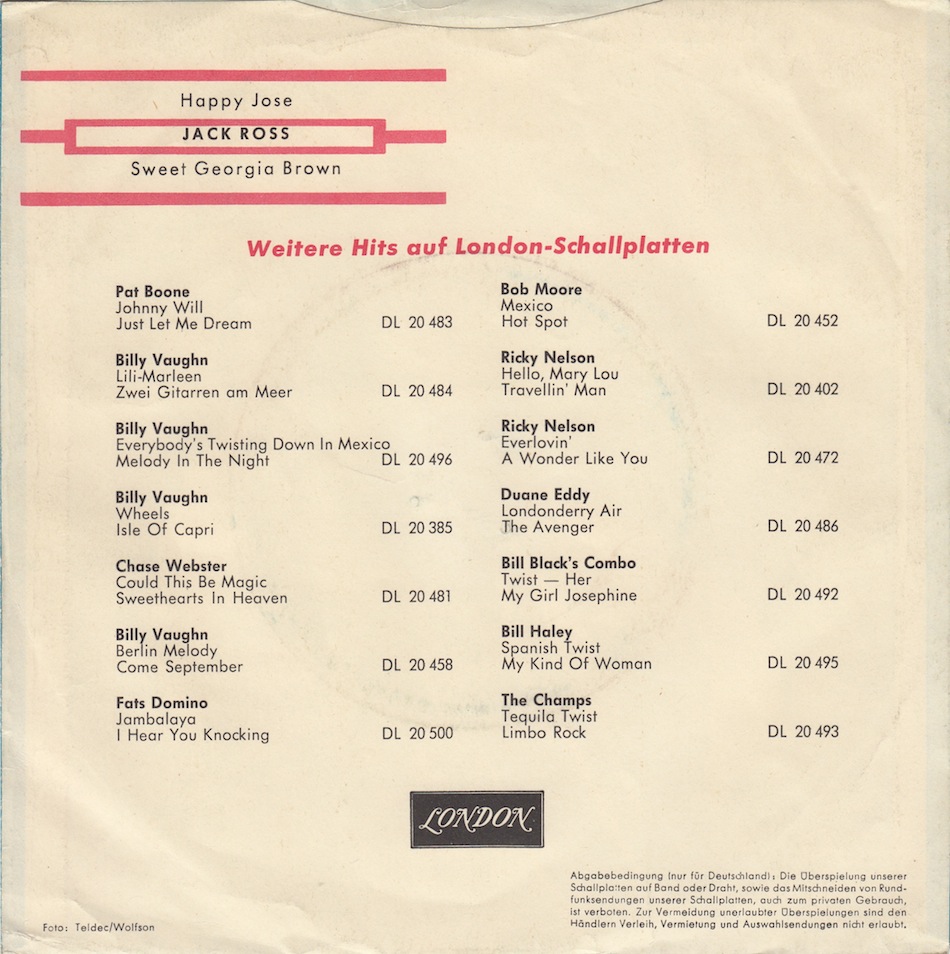 Happy Jose
JACK ROSS
Sweet Georgia Brown
Weitere Hits auf London-Schallplatten
Pat Boone
Johnny Will
Just Let Me Dream DL 20 483
Billy Vaughn
Lili-Marleen
Zwei Gitarren am Meer DL 20 484
Billy Vaughn
Everybody's Twisting Down In Mexico
Melody In The Night DL 20 496
Billy Vaughn
Wheels
Isle Of Capri DL 20 385
Chase Webster
Could This Be Magic
Sweethearts In Heaven DL 20 481
Billy Vaughn
Berlin Melody
Come September DL 20 458
Fats Domino
Jambalaya
I Hear You Knocking DL 20 500
Bob Moore
Mexico
Hot Spot DL 20 452
Ricky Nelson
Hello, Mary Lou
Travellin' Man DL 20 402
Ricky Nelson
Everlovin'
A Wonder Like You DL 20 472
Duane Eddy
Londonderry Air
The Avenger DL 20 486
Bill Black's Combo
Twist — Her
My Girl Josephine DL 20 492
Bill Haley
Spanish Twist
My Kind Of Woman DL 20 495
The Champs
Tequila Twist
Limbo Rock DL 20 493
LONDON
Abgabebedingung (nur für Deutschland): Die Überspielung unserer
Schallplatten auf Band oder Draht, sowie das Mitschneiden von Rund-
funksendungen unserer Schallplatten, auch zum privaten Gebrauch,
ist verboten. Zur Vermeidung unerlaubter Überspielungen sind den
Händlern Verleih, Vermietung und Auswahlsendungen nicht erlaubt.
Foto: Teldec/Wolfson